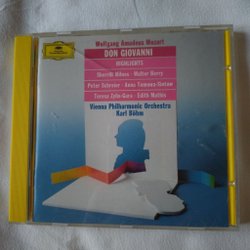 Wolfgang Amadeus Mozart
DON GIOVANNI
HIGHLIGHTS
Sherrill Milnes · Walter Berry
Peter Schreier · Anna Tomowa-Sintow
Teresa Zylis-Gara · Edith Mathis
Vienna Philharmonic Orchestra
Karl Böhm